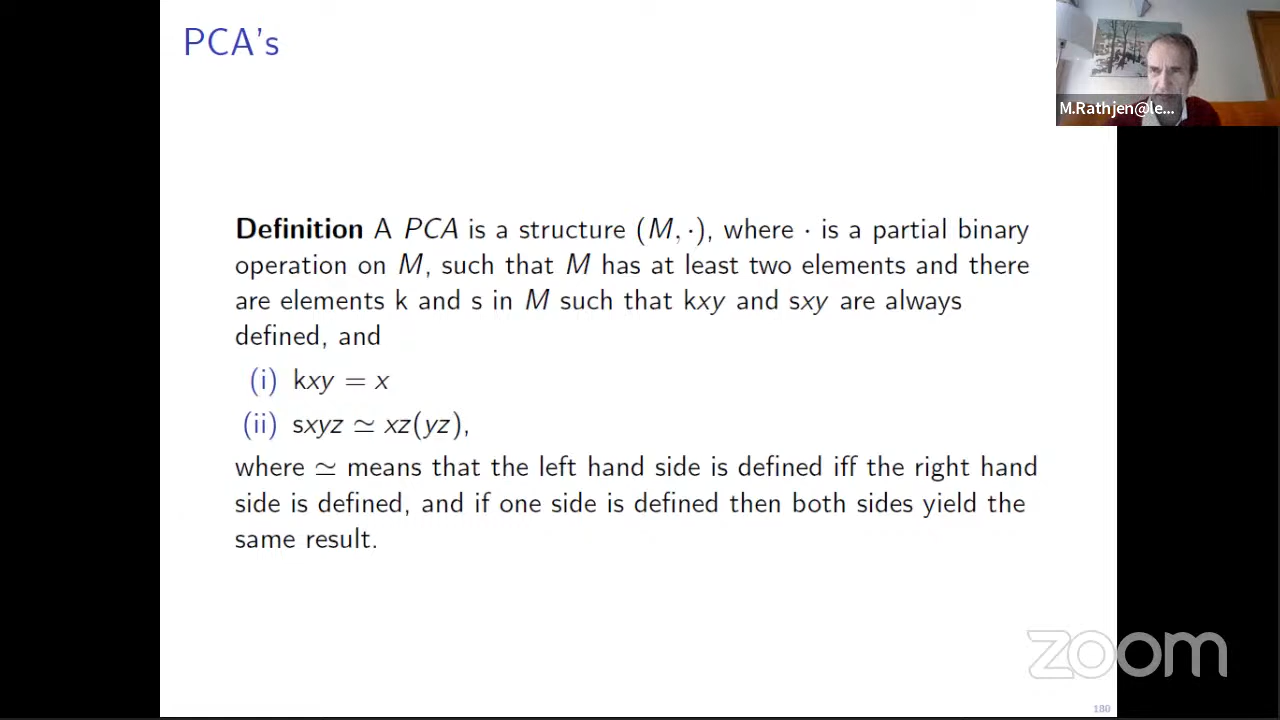 PCA's
M.Rathjen@le...
Definition A PCA is a structure (M, ·), where · is a partial binary
operation on M, such that M has at least two elements and there
are elements k and s in M such that kxy and sxy are always
defined, and
(i) kxy = x
(ii) sxyz ≃ xz(yz),
where ≃ means that the left hand side is defined iff the right hand
side is defined, and if one side is defined then both sides yield the
same result.
zoom
180